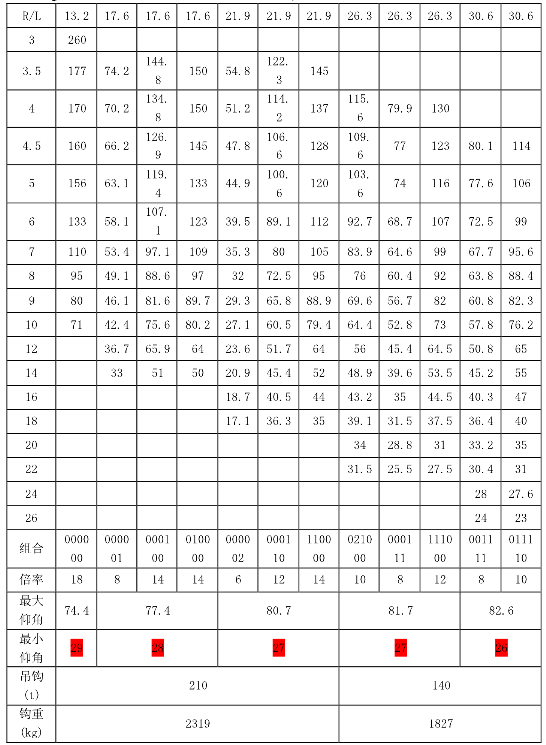 R/L 13.2 17.6 17.6 17.6 21.9 21.9 21.9 26.3 26.3 26.3 30.6 30.6
3 260
3.5 177 74.2 144.8 150 54.8 122.3 145
4 170 70.2 134.8 150 51.2 114.2 137 115.6 79.9 130
4.5 160 66.2 126.9 145 47.8 106.6 128 109.6 77 123 80.1 114
5 156 63.1 119.4 133 44.9 100.6 120 103.6 74 116 77.6 106
6 133 58.1 107.1 123 39.5 89.1 112 92.7 68.7 107 72.5 99
7 110 53.4 97.1 109 35.3 80 105 83.9 64.6 99 67.7 95.6
8 95 49.1 88.6 97 32 72.5 95 76 60.4 92 63.8 88.4
9 80 46.1 81.6 89.7 29.3 65.8 88.9 69.6 56.7 82 60.8 82.3
10 71 42.4 75.6 80.2 27.1 60.5 79.4 64.4 52.8 73 57.8 76.2
12 36.7 65.9 64 23.6 51.7 64 56 45.4 64.5 50.8 65
14 33 51 50 20.9 45.4 52 48.9 39.6 53.5 45.2 55
16 18.7 40.5 44 43.2 35 44.5 40.3 47
18 17.1 36.3 35 39.1 31.5 37.5 36.4 40
20 34 28.8 31 33.2 35
22 31.5 25.5 27.5 30.4 31
24 28 27.6
26 24 23
组合 000000 000001 000100 010000 000002 000110 110000 021000 000111 111000 001111 011110
倍率 18 8 14 14 6 12 14 10 8 12 8 10
最大仰角 74.4 77.4 80.7 81.7 82.6
最小仰角 29 28 27 27 26
吊钩(t) 210 140
钩重(kg) 2319 1827